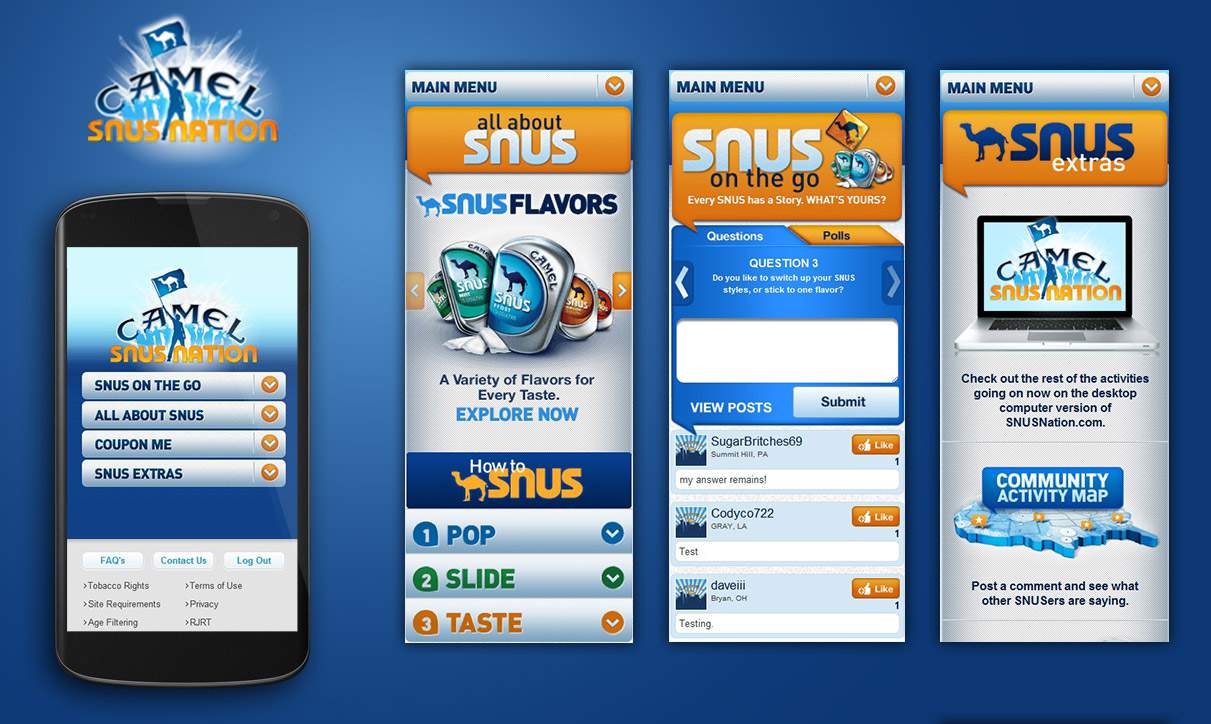 CAMEL
SNUS NATION
CAMEL
SNUS NATION
SNUS ON THE GO
ALL ABOUT SNUS
COUPON ME
SNUS EXTRAS
FAQ's
Contact Us
Log Out
>Tobacco Rights
>Terms of Use
>Site Requirements
>Privacy
>Age Filtering
>RJRT
MAIN MENU
all about
snus
SNUS FLAVORS
CAMEL
snus
CAMEL
snus
FROST
snus
A Variety of Flavors for
Every Taste.
EXPLORE NOW
How to
snus
1 POP
2 SLIDE
3 TASTE
MAIN MENU
snus
on the go
Every SNUS has a Story. WHAT'S YOURS?
Questions
Polls
QUESTION 3
Do you like to switch up your SNUS
styles, or stick to one flavor?
VIEW POSTS
Submit
SugarBritches69
Summit Hill, PA
Like
1
my answer remains!
Codyco722
GRAY, LA
Like
1
Test
daveiii
Bryan, OH
Like
1
Testing.
MAIN MENU
snus
extras
CAMEL
SNUS NATION
Check out the rest of the activities
going on now on the desktop
computer version of
SNUSNation.com.
COMMUNITY
ACTIVITY MAP
Post a comment and see what
other SNUSers are saying.